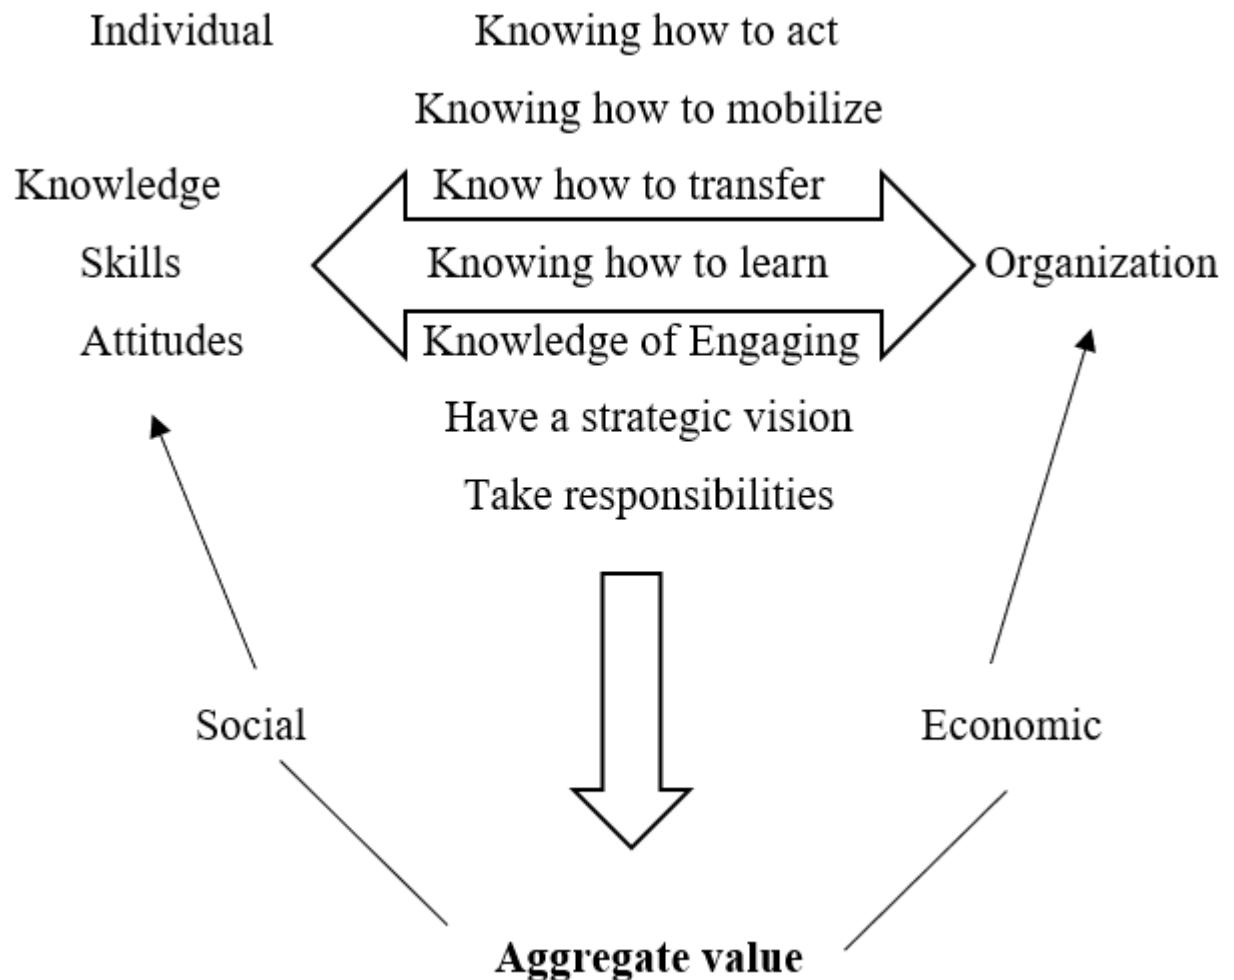 Individual
Knowing how to act
Knowing how to mobilize
Knowledge
Know how to transfer
Skills
Knowing how to learn
Organization
Attitudes
Knowledge of Engaging
Have a strategic vision
Take responsibilities
Social
Economic
Aggregate value